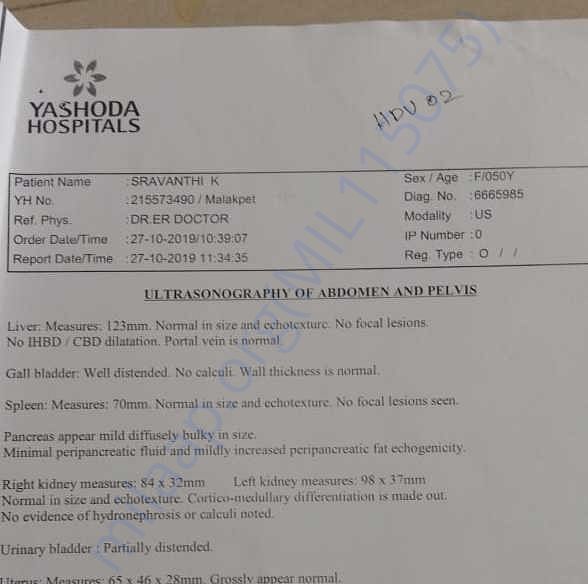 YASHODA
HOSPITALS
HDU 02
Patient Name : SRAVANTHI K Sex / Age : F/050Y
YH No. : 215573490 / Malakpet Diag. No. : 6665985
Ref. Phys. : DR.ER DOCTOR Modality : US
Order Date/Time : 27-10-2019/10:39:07 IP Number : 0
Report Date/Time : 27-10-2019 11:34:35 Reg. Type : O / /
ULTRASONOGRAPHY OF ABDOMEN AND PELVIS
Liver: Measures: 123mm. Normal in size and echotexture. No focal lesions.
No IHBD / CBD dilatation. Portal vein is normal.
Gall bladder: Well distended. No calculi. Wall thickness is normal.
Spleen: Measures: 70mm. Normal in size and echotexture. No focal lesions seen.
Pancreas appear mild diffusely bulky in size.
Minimal peripancreatic fluid and mildly increased peripancreatic fat echogenicity.
Right kidney measures: 84 x 32mm Left kidney measures: 98 x 37mm
Normal in size and echotexture. Cortico-medullary differentiation is made out.
No evidence of hydronephrosis or calculi noted.
Urinary bladder : Partially distended.
Uterus: Measures: 65 x 46 x 28mm. Grossly appear normal.
milaap.org(MIL1115075)